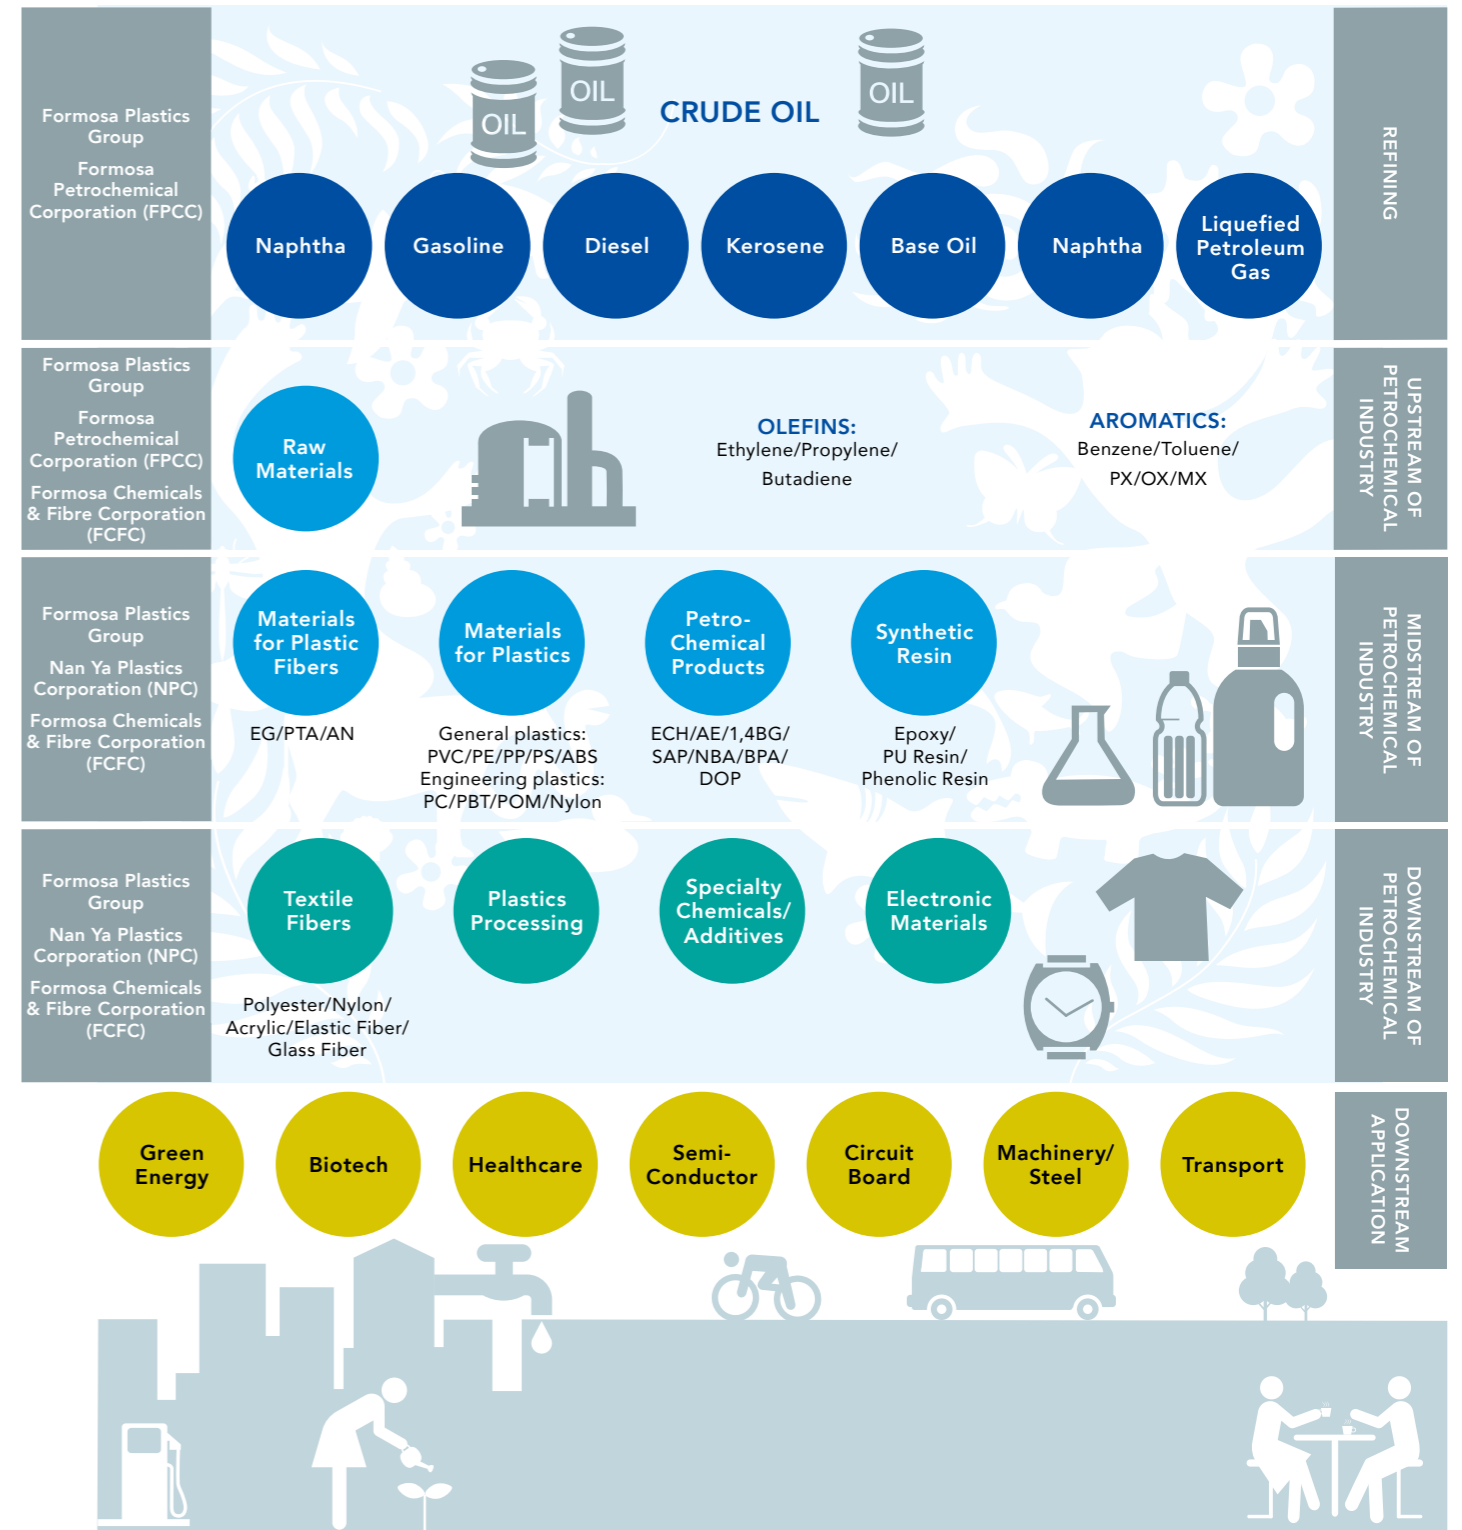 Formosa Plastics
Group
Formosa
Petrochemical
Corporation (FPCC)
OIL
OIL
CRUDE OIL
OIL
Naphtha
Gasoline
Diesel
Kerosene
Base Oil
Naphtha
Liquefied
Petroleum
Gas
REFINING
Formosa Plastics
Group
Formosa
Petrochemical
Corporation (FPCC)
Formosa Chemicals
& Fibre Corporation
(FCFC)
Raw
Materials
OLEFINS:
Ethylene/Propylene/
Butadiene
AROMATICS:
Benzene/Toluene/
PX/OX/MX
UPSTREAM OF
PETROCHEMICAL
INDUSTRY
Formosa Plastics
Group
Nan Ya Plastics
Corporation (NPC)
Formosa Chemicals
& Fibre Corporation
(FCFC)
Materials
for Plastic
Fibers
EG/PTA/AN
Materials
for Plastics
General plastics:
PVC/PE/PP/PS/ABS
Engineering plastics:
PC/PBT/POM/Nylon
Petro-
Chemical
Products
ECH/AE/1,4BG/
SAP/NBA/BPA/
DOP
Synthetic
Resin
Epoxy/
PU Resin/
Phenolic Resin
MIDSTREAM OF
PETROCHEMICAL
INDUSTRY
Formosa Plastics
Group
Nan Ya Plastics
Corporation (NPC)
Formosa Chemicals
& Fibre Corporation
(FCFC)
Textile
Fibers
Polyester/Nylon/
Acrylic/Elastic Fiber/
Glass Fiber
Plastics
Processing
Specialty
Chemicals/
Additives
Electronic
Materials
DOWNSTREAM OF
PETROCHEMICAL
INDUSTRY
Green
Energy
Biotech
Healthcare
Semi-
Conductor
Circuit
Board
Machinery/
Steel
Transport
DOWNSTREAM
APPLICATION